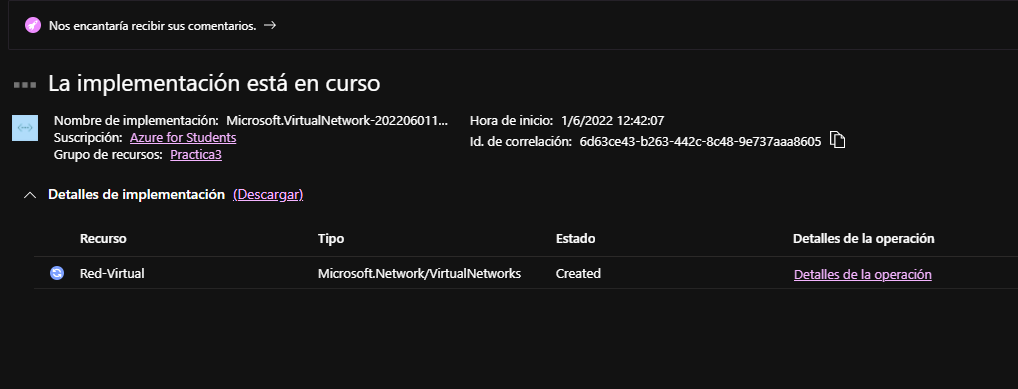 Nos encantaría recibir sus comentarios. →
La implementación está en curso
Nombre de implementación: Microsoft.VirtualNetwork-202206011... Hora de inicio: 1/6/2022 12:42:07
Suscripción: Azure for Students Id. de correlación: 6d63ce43-b263-442c-8c48-9e737aaa8605
Grupo de recursos: Practica3
Detalles de implementación (Descargar)
Recurso Tipo Estado Detalles de la operación
Red-Virtual Microsoft.Network/VirtualNetworks Created Detalles de la operación